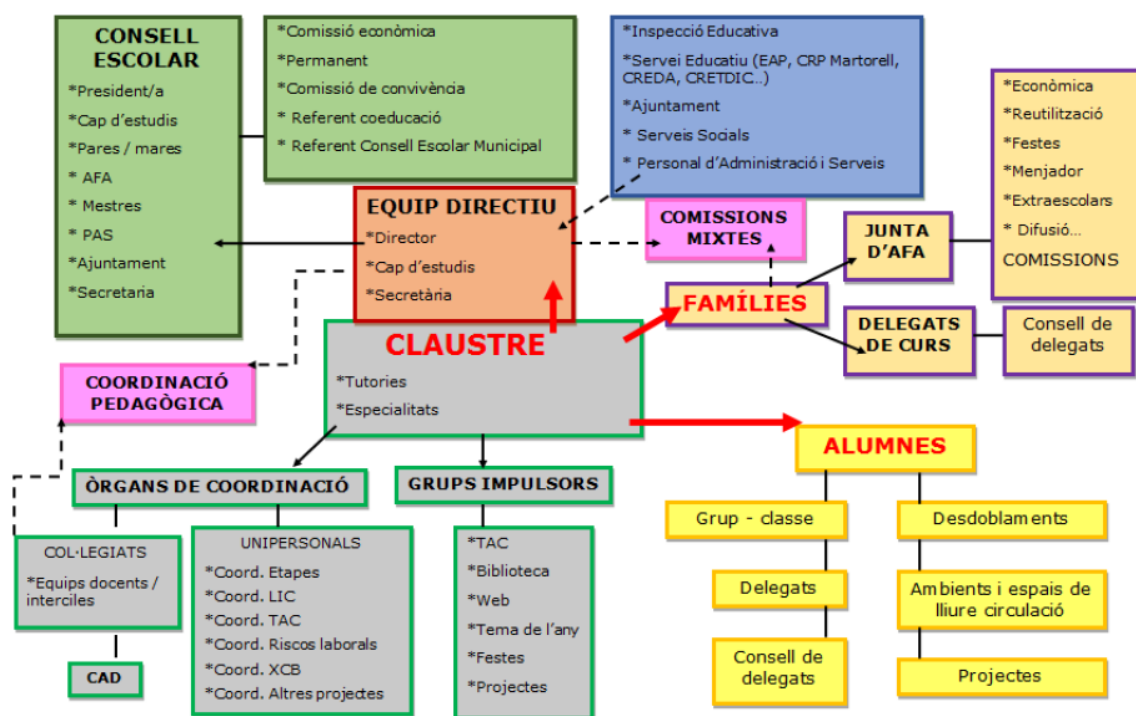 CONSELL
ESCOLAR
*President/a
*Cap d'estudis
*Pares / mares
* AFA
* Mestres
* PAS
*Ajuntament
*Secretaria
*Comissió econòmica
*Permanent
*Comissió de convivència
* Referent coeducació
* Referent Consell Escolar Municipal
*Inspecció Educativa
*Servei Educatiu (EAP, CRP Martorell,
CREDA, CRETDIC…)
*Ajuntament
* Serveis Socials
* Personal d'Administració i Serveis
*Econòmica
*Reutilització
*Festes
*Menjador
*Extraescolars
* Difusió…
COMISSIONS
EQUIP DIRECTIU
*Director
*Cap d'estudis
*Secretària
COMISSIONS
MIXTES
JUNTA
D'AFA
FAMÍLIES
DELEGATS
DE CURS
Consell de
delegats
CLAUSTRE
*Tutories
*Especialitats
COORDINACIÓ
PEDAGÒGICA
ALUMNES
ÒRGANS DE COORDINACIÓ
GRUPS IMPULSORS
COL·LEGIATS
*Equips docents /
intercicles
CAD
UNIPERSONALS
*Coord. Etapes
*Coord. LIC
*Coord. TAC
*Coord. Riscos laborals
*Coord. XCB
*Coord. Altres projectes
*TAC
*Biblioteca
*Web
*Tema de l'any
*Festes
*Projectes
Grup - classe
Delegats
Consell de
delegats
Desdoblaments
Ambients i espais de
lliure circulació
Projectes